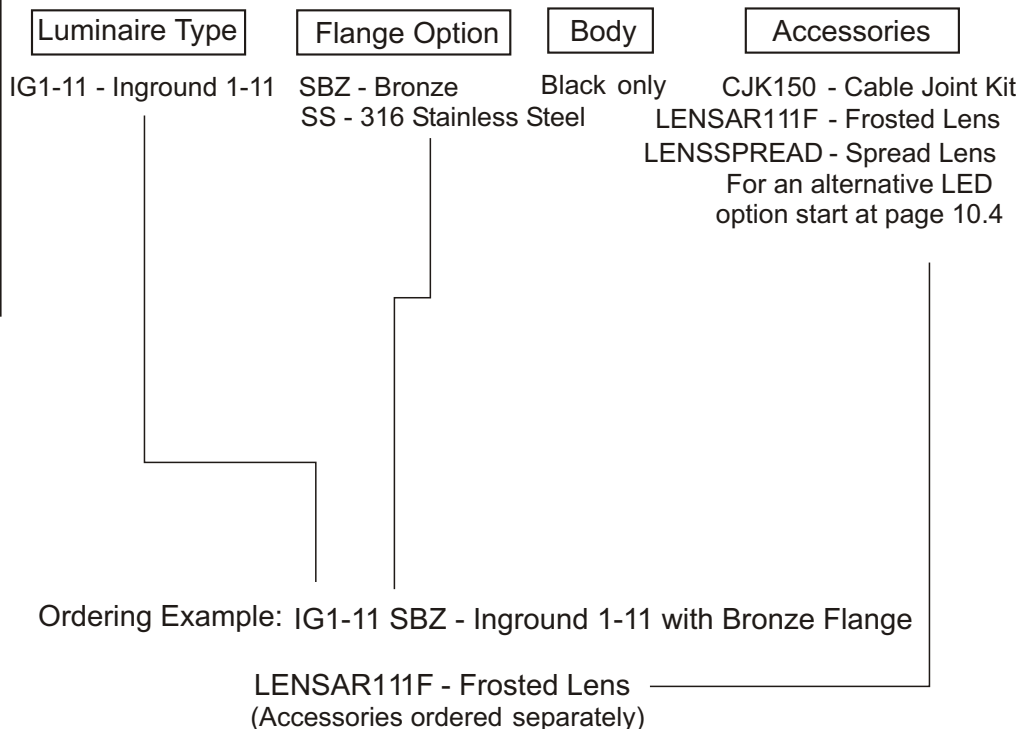 Luminaire Type
Flange Option
Body
Accessories
IG1-11 - Inground 1-11
SBZ - Bronze
SS - 316 Stainless Steel
Black only
CJK150 - Cable Joint Kit
LENSAR111F - Frosted Lens
LENSSPREAD - Spread Lens
For an alternative LED
option start at page 10.4
Ordering Example: IG1-11 SBZ - Inground 1-11 with Bronze Flange
LENSAR111F - Frosted Lens
(Accessories ordered separately)